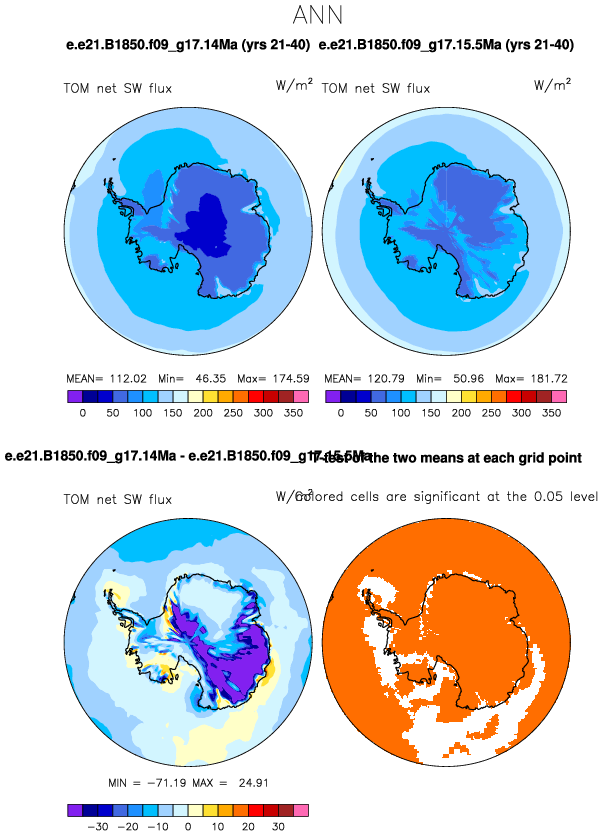 ANN
e.e21.B1850.f09_g17.14Ma (yrs 21-40) e.e21.B1850.f09_g17.15.5Ma (yrs 21-40)
TOM net SW flux W/m² TOM net SW flux W/m²
MEAN= 112.02 Min= 46.35 Max= 174.59 MEAN= 120.79 Min= 50.96 Max= 181.72
0 50 100 150 200 250 300 350 0 50 100 150 200 250 300 350
e.e21.B1850.f09_g17.14Ma - e.e21.B1850.f09_g17.15.5Ma T-test of the two means at each grid point
TOM net SW flux W/m² Colored cells are significant at the 0.05 level
MIN = -71.19 MAX = 24.91
-30 -20 -10 0 10 20 30